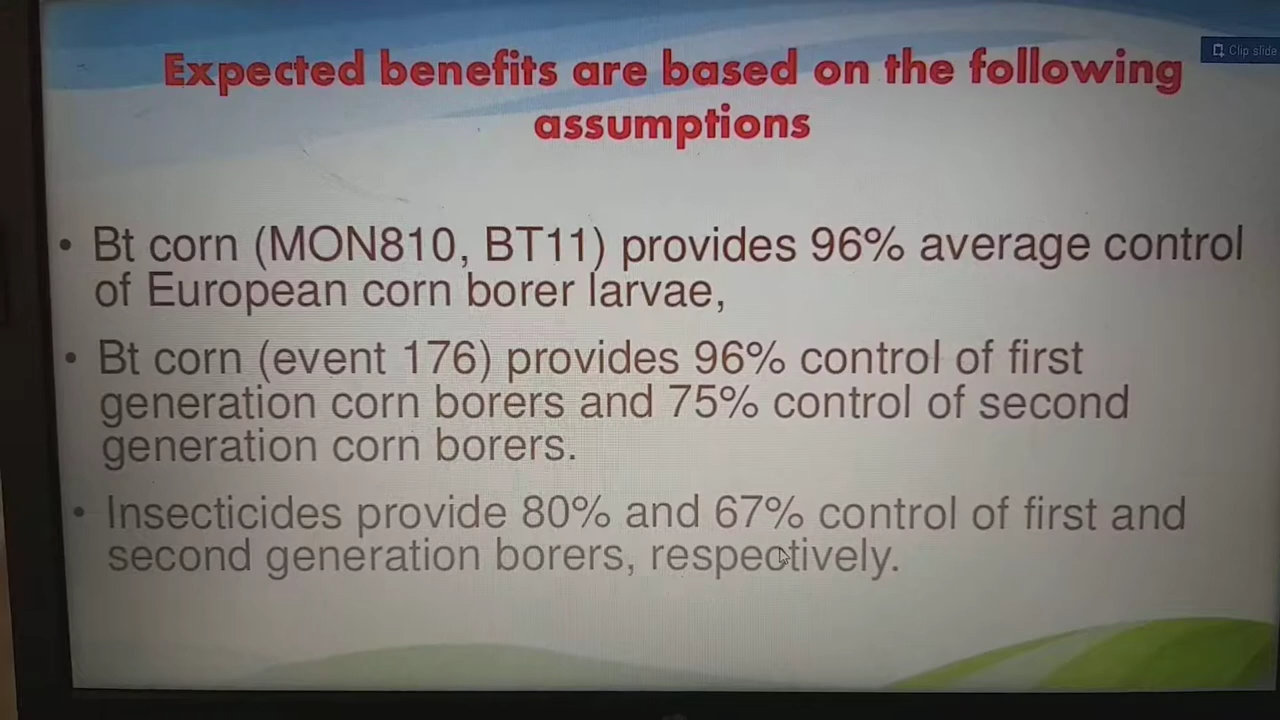 Clip slide
Expected benefits are based on the following
assumptions
• Bt corn (MON810, BT11) provides 96% average control
of European corn borer larvae,
• Bt corn (event 176) provides 96% control of first
generation corn borers and 75% control of second
generation corn borers.
• Insecticides provide 80% and 67% control of first and
second generation borers, respectively.